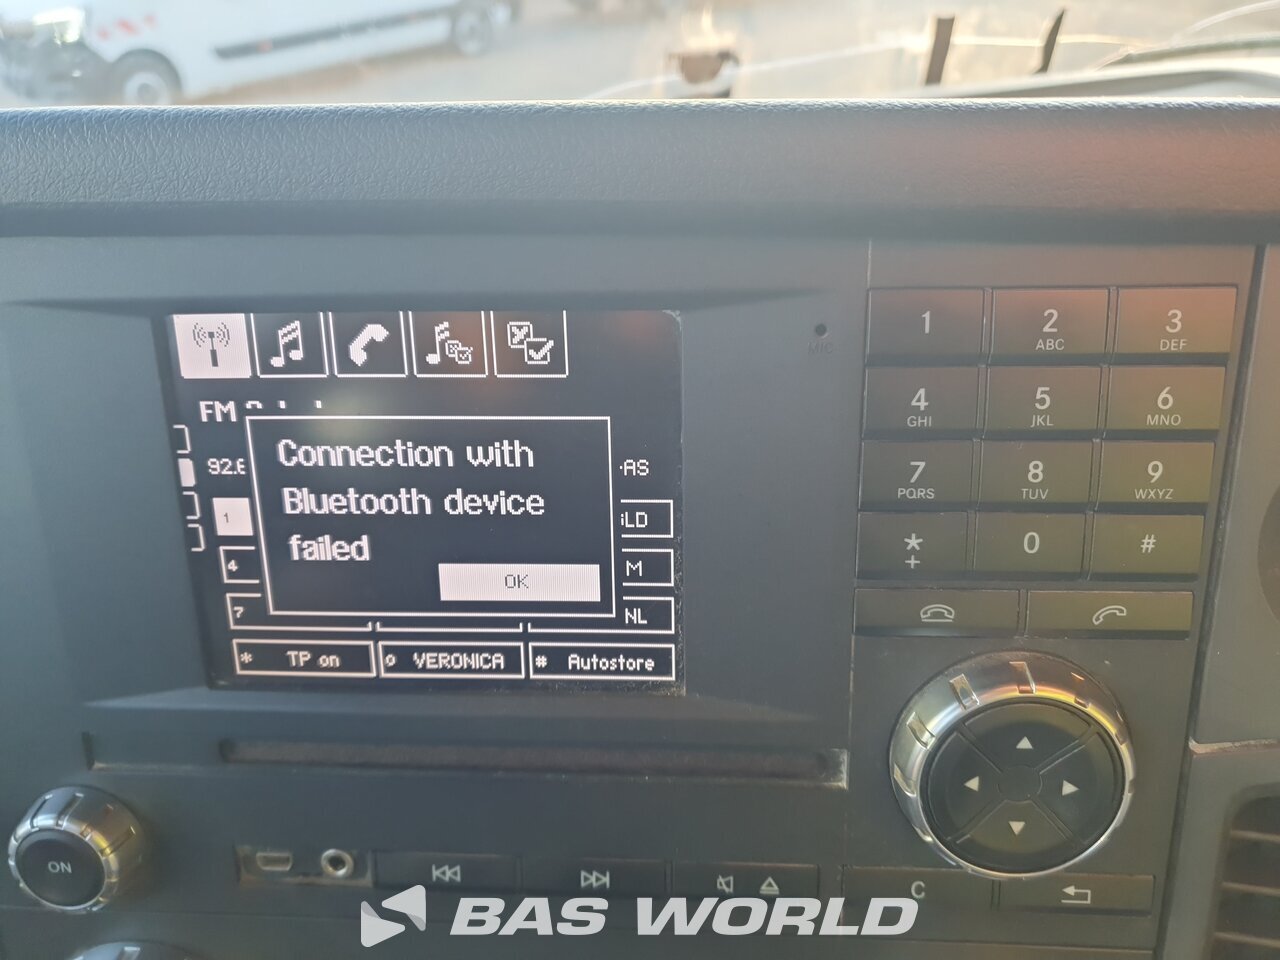 FM
92.6
AS
Connection with
Bluetooth device
failed
OK
1
4
7
LD
M
NL
* TP on
0 VERONICA
# Autostore
MIC
1
2
ABC
3
DEF
4
GHI
5
JKL
6
MNO
7
PQRS
8
TUV
9
WXYZ
*
+
0
#
ON
C
BAS WORLD